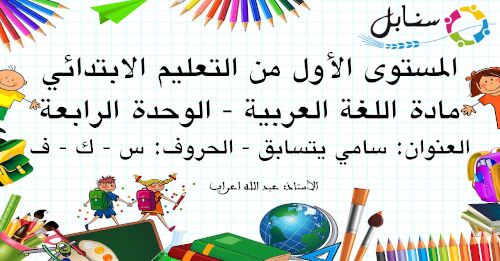 سنابل
المستوى الأول من التعليم الابتدائي
مادة اللغة العربية - الوحدة الرابعة
العنوان: سامي يتسابق - الحروف: س - ك - ف
الأستاذ: عبد الله اعراب